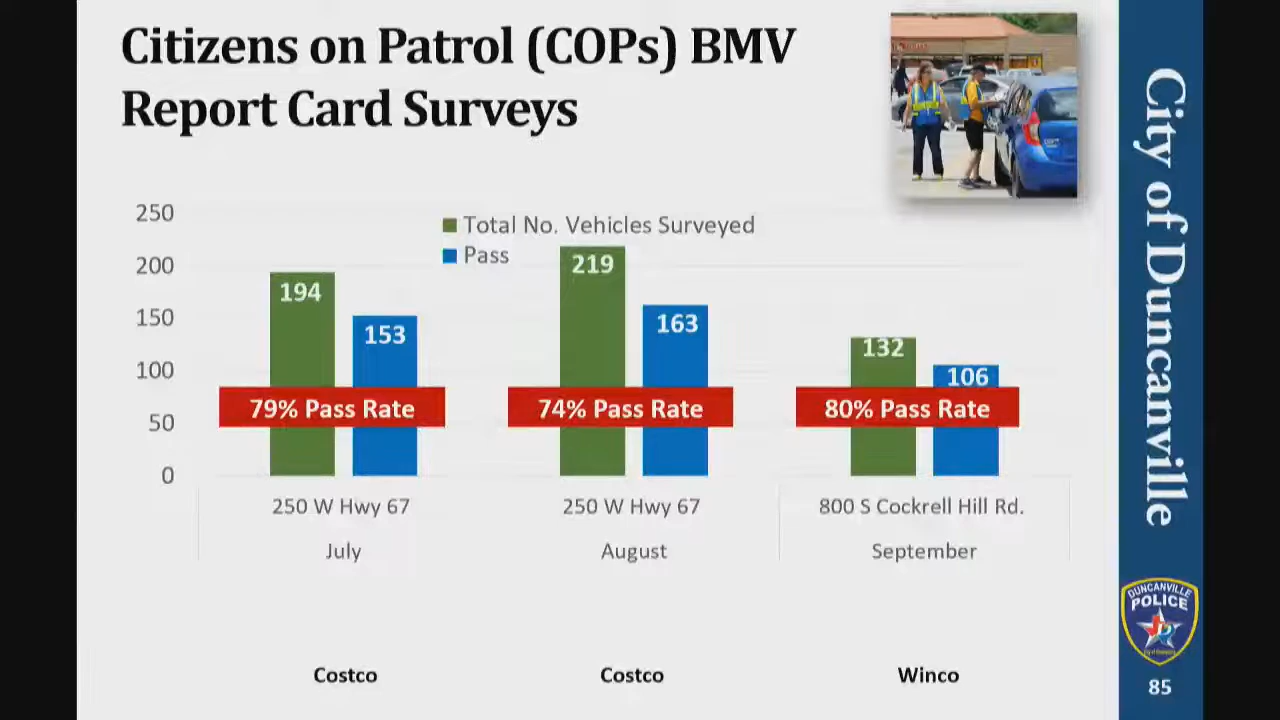 Citizens on Patrol (COPs) BMV
Report Card Surveys
250
200
150
100
50
0
Total No. Vehicles Surveyed
Pass
194
153
219
163
132
106
79% Pass Rate
74% Pass Rate
80% Pass Rate
250 W Hwy 67
250 W Hwy 67
800 S Cockrell Hill Rd.
July
August
September
Costco
Costco
Winco
City of Duncanville
DUNCANVILLE
POLICE
85